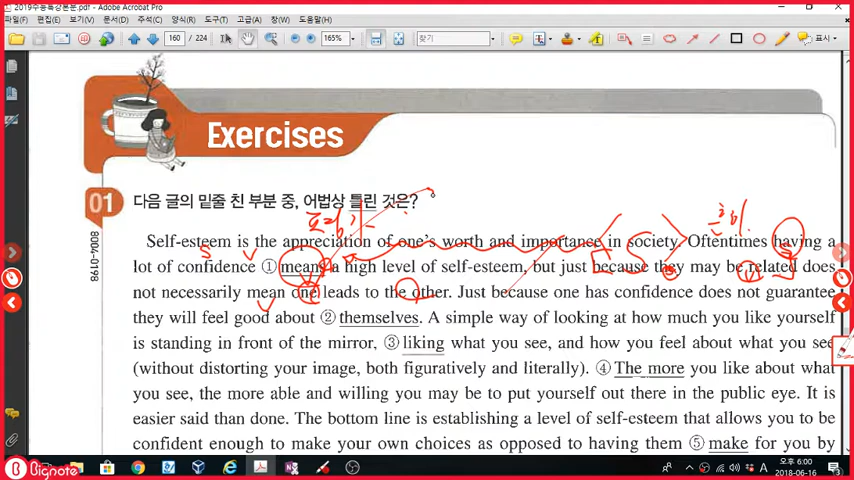 2019수능특강본문.pdf - Adobe Acrobat Pro
파일(F) 편집(E) 보기(V) 문서(D) 주석(C) 양식(R) 도구(T) 고급(A) 창(W) 도움말(H)
160 / 224 165% 찾기 표시
Exercises
01 다음 글의 밑줄 친 부분 중, 어법상 틀린 것은?
8004-0198
Self-esteem is the appreciation of one's worth and importance in society. Oftentimes having a
lot of confidence ① means a high level of self-esteem, but just because they may be related does
not necessarily mean one leads to the other. Just because one has confidence does not guarantee
they will feel good about ② themselves. A simple way of looking at how much you like yourself
is standing in front of the mirror, ③ liking what you see, and how you feel about what you see
(without distorting your image, both figuratively and literally). ④ The more you like about what
you see, the more able and willing you may be to put yourself out there in the public eye. It is
easier said than done. The bottom line is establishing a level of self-esteem that allows you to be
confident enough to make your own choices as opposed to having them ⑤ make for you by
S V
V
Bignote
A 오후 6:00
2018-06-16